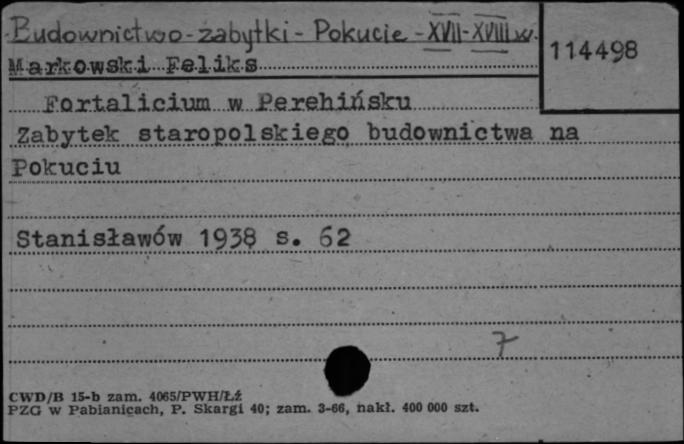 Budownictwo - zabytki - Pokucie - XVII-XVIII w.
114498
Markowski Feliks
Fortalicium w Perehińsku
Zabytek staropolskiego budownictwa na
Pokuciu
Stanisławów 1938 s. 62
7
CWD/B 15-b zam. 4065/PWH/Łź
PZG w Pabianicach, P. Skargi 40; zam. 3-66, nakł. 400 000 szt.